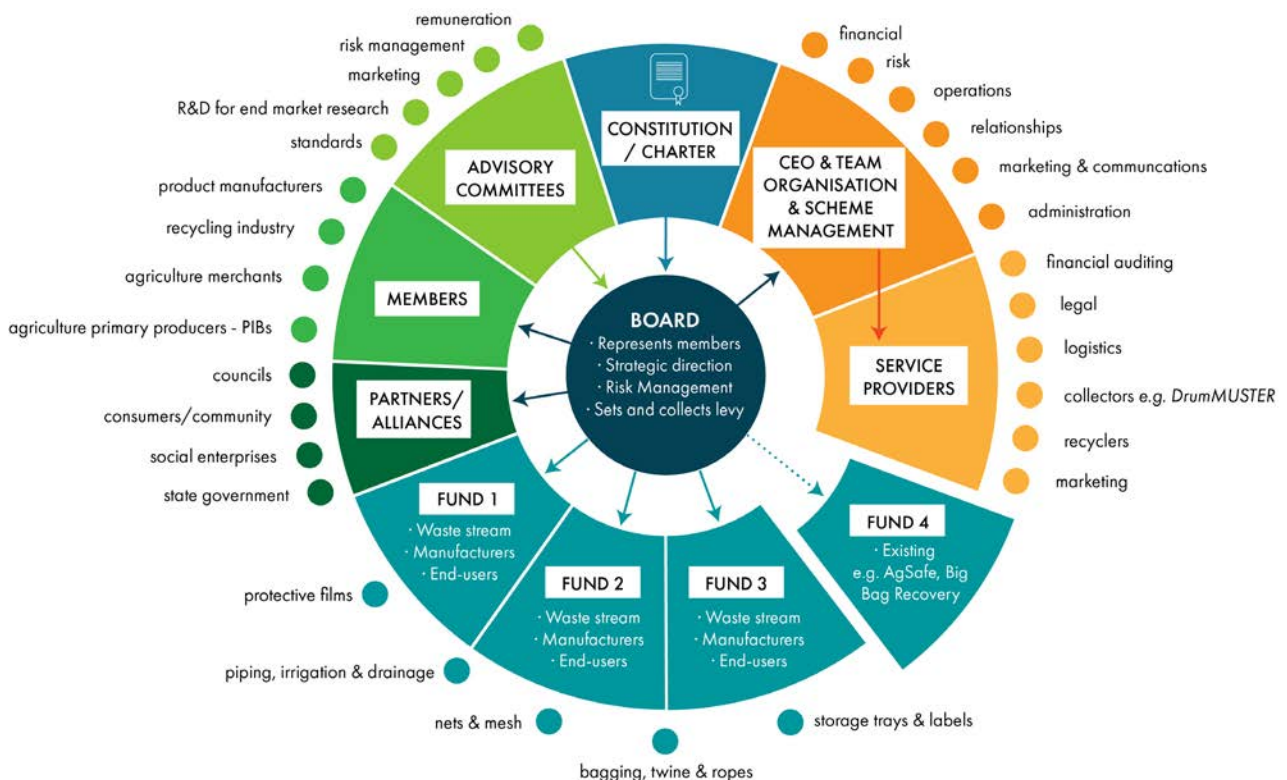 remuneration
risk management
marketing
R&D for end market research
standards
product manufacturers
recycling industry
agriculture merchants
agriculture primary producers - PIBs
councils
consumers/community
social enterprises
state government
ADVISORY
COMMITTEES
MEMBERS
PARTNERS/
ALLIANCES
CONSTITUTION
/ CHARTER
CEO & TEAM
ORGANISATION
& SCHEME
MANAGEMENT
SERVICE
PROVIDERS
financial
risk
operations
relationships
marketing & communcations
administration
financial auditing
legal
logistics
collectors e.g. DrumMUSTER
recyclers
marketing
BOARD
· Represents members
· Strategic direction
· Risk Management
· Sets and collects levy
FUND 1
· Waste stream
· Manufacturers
· End-users
FUND 2
· Waste stream
· Manufacturers
· End-users
FUND 3
· Waste stream
· Manufacturers
· End-users
FUND 4
· Existing
e.g. AgSafe, Big
Bag Recovery
protective films
piping, irrigation & drainage
nets & mesh
bagging, twine & ropes
storage trays & labels